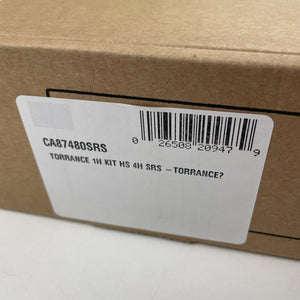 CA87480SRS
TORRANCE 1H KIT HS 4H SRS –TORRANCE?
0 26508 20947 9